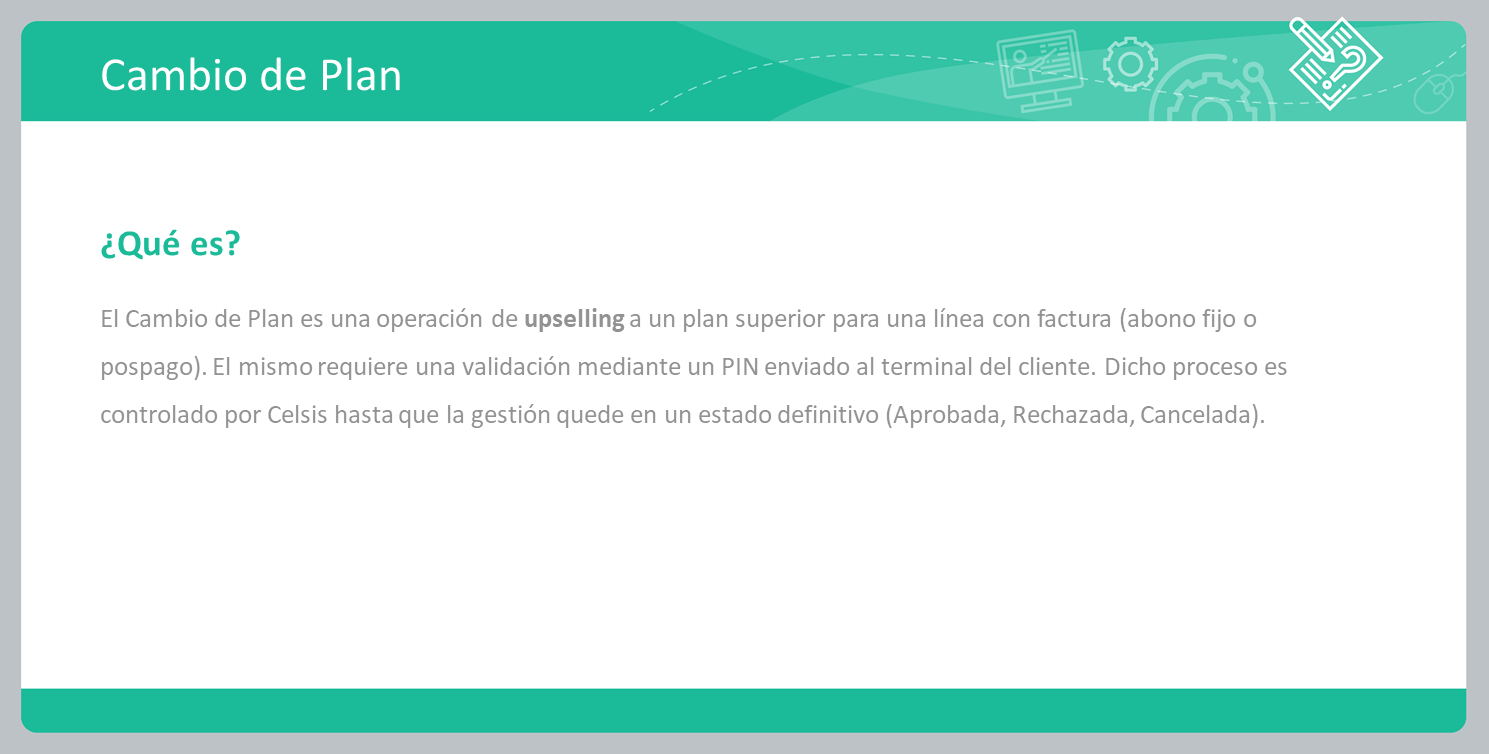 Cambio de Plan
¿Qué es?
El Cambio de Plan es una operación de upselling a un plan superior para una línea con factura (abono fijo o
pospago). El mismo requiere una validación mediante un PIN enviado al terminal del cliente. Dicho proceso es
controlado por Celsis hasta que la gestión quede en un estado definitivo (Aprobada, Rechazada, Cancelada).